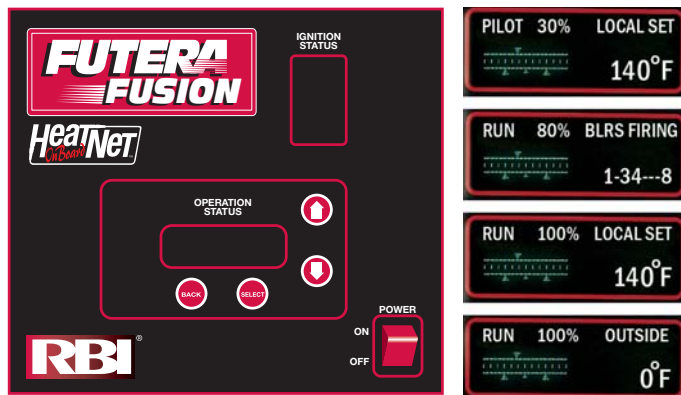 FUTERA
FUSION
HeatNet
OnBoard
IGNITION
STATUS
OPERATION
STATUS
BACK
SELECT
POWER
ON
OFF
RBI®
PILOT 30% LOCAL SET
140°F
RUN 80% BLRS FIRING
1-34---8
RUN 100% LOCAL SET
140°F
RUN 100% OUTSIDE
0°F